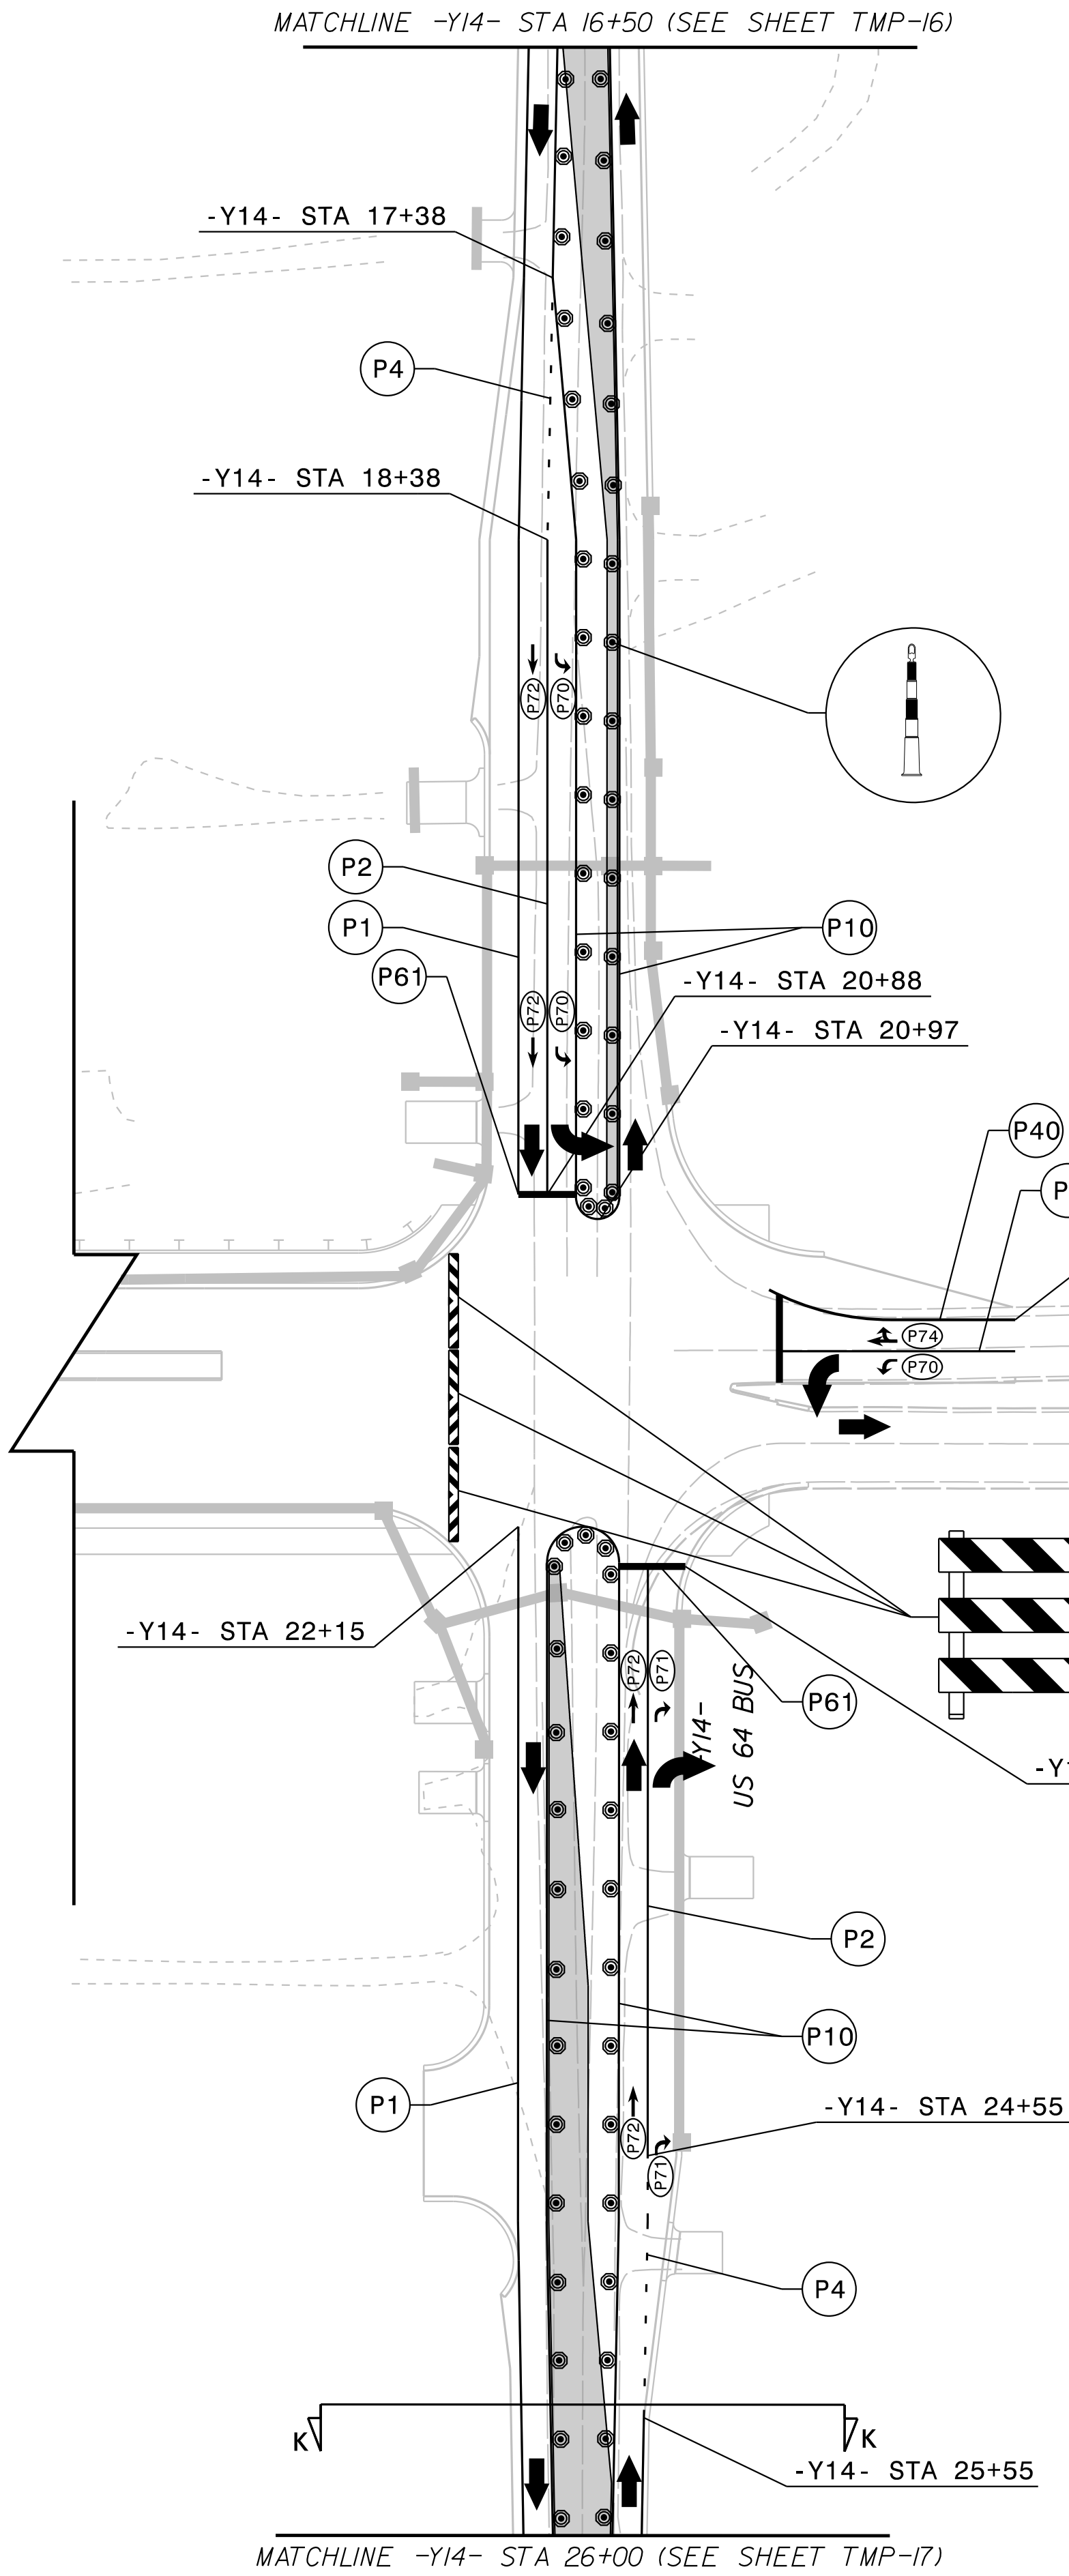 MATCHLINE -Y14- STA 16+50 (SEE SHEET TMP-16)
-Y14- STA 17+38
P4
-Y14- STA 18+38
P72
P70
P2
P1
P10
P61
-Y14- STA 20+88
P72
P70
-Y14- STA 20+97
P40
P
P74
P70
-Y14- STA 22+15
P72
P71
P61
-Y14-
US 64 BUS
-Y1
P2
P10
P1
-Y14- STA 24+55
P72
P71
P4
K
K
-Y14- STA 25+55
MATCHLINE -Y14- STA 26+00 (SEE SHEET TMP-17)